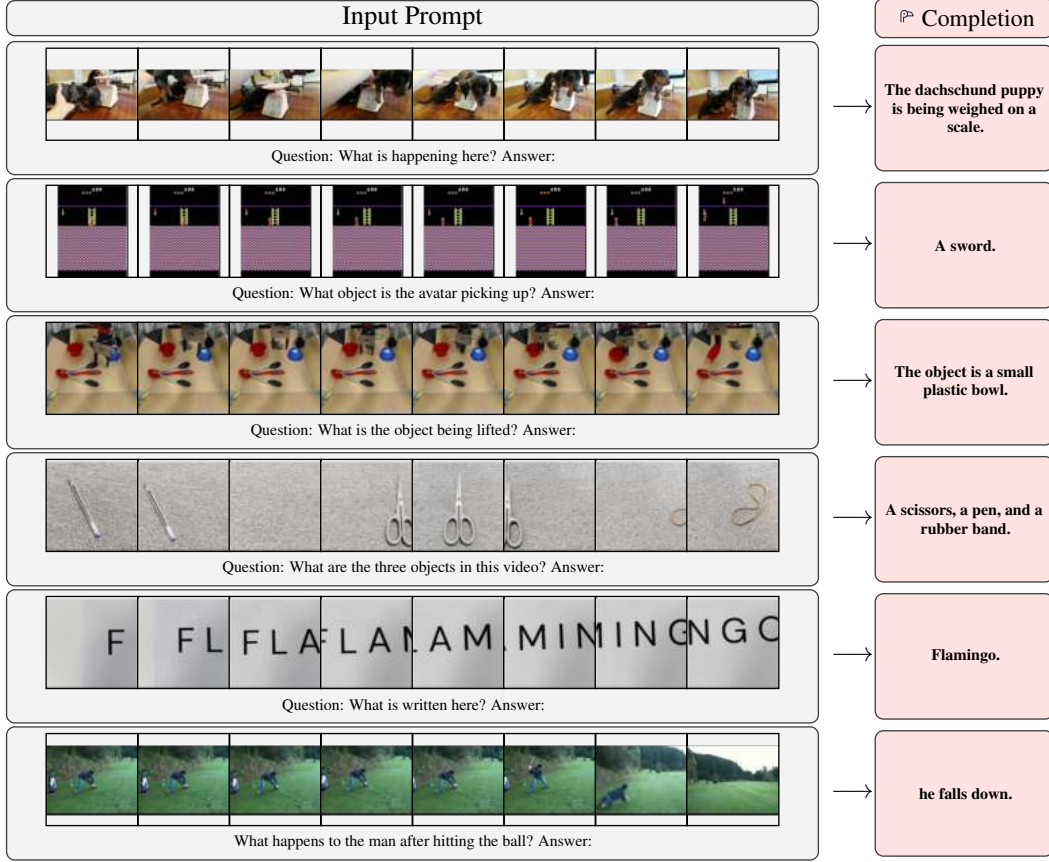 Input Prompt
Completion
The dachschund puppy
is being weighed on a
scale.
Question: What is happening here? Answer:
A sword.
Question: What object is the avatar picking up? Answer:
The object is a small
plastic bowl.
Question: What is the object being lifted? Answer:
A scissors, a pen, and a
rubber band.
Question: What are the three objects in this video? Answer:
F FL FLA FLAM AM MIN MING NGO
Flamingo.
Question: What is written here? Answer:
he falls down.
What happens to the man after hitting the ball? Answer: